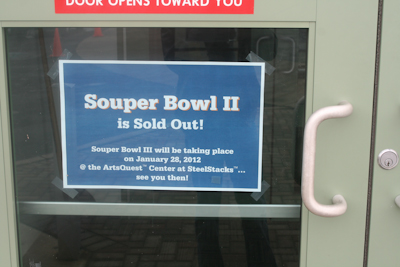 DOOR OPENS TOWARD YOU
Souper Bowl II
is Sold Out!
Souper Bowl III will be taking place
on January 28, 2012
@ the ArtsQuest™ Center at SteelStacks™...
see you then!